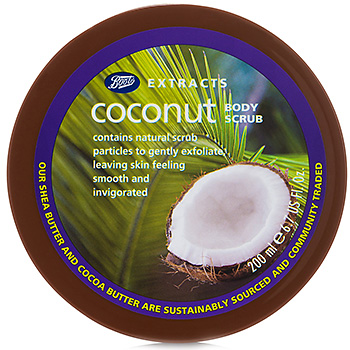 Boots
EXTRACTS
coconut BODY
SCRUB
contains natural scrub
particles to gently exfoliate,
leaving skin feeling
smooth and
invigorated
200 ml e 6.7 US Fl. Oz.
OUR SHEA BUTTER AND COCOA BUTTER ARE SUSTAINABLY SOURCED AND COMMUNITY TRADED